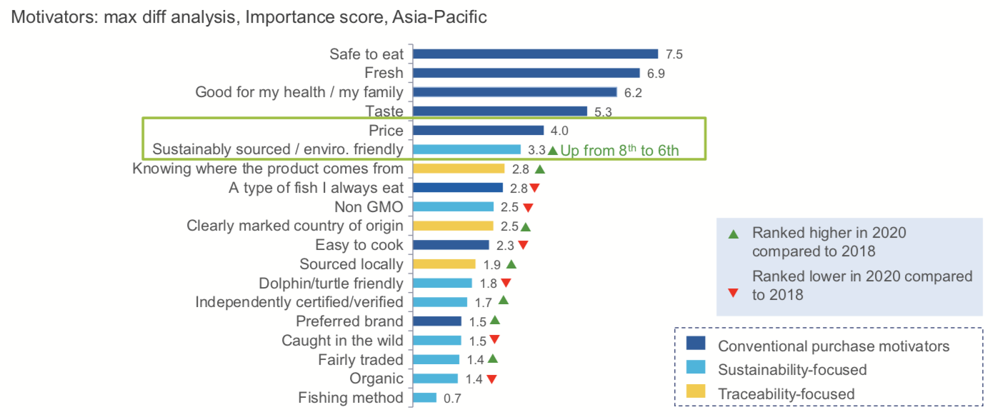 Motivators: max diff analysis, Importance score, Asia-Pacific
Safe to eat 7.5
Fresh 6.9
Good for my health / my family 6.2
Taste 5.3
Price 4.0
Sustainably sourced / enviro. friendly 3.3 ▲ Up from 8th to 6th
Knowing where the product comes from 2.8 ▲
A type of fish I always eat 2.8 ▼
Non GMO 2.5 ▼
Clearly marked country of origin 2.5 ▲
Easy to cook 2.3 ▼
Sourced locally 1.9 ▲
Dolphin/turtle friendly 1.8 ▼
Independently certified/verified 1.7 ▲
Preferred brand 1.5 ▲
Caught in the wild 1.5 ▼
Fairly traded 1.4 ▲
Organic 1.4 ▼
Fishing method 0.7
▲ Ranked higher in 2020
compared to 2018
▼ Ranked lower in 2020 compared
to 2018
Conventional purchase motivators
Sustainability-focused
Traceability-focused